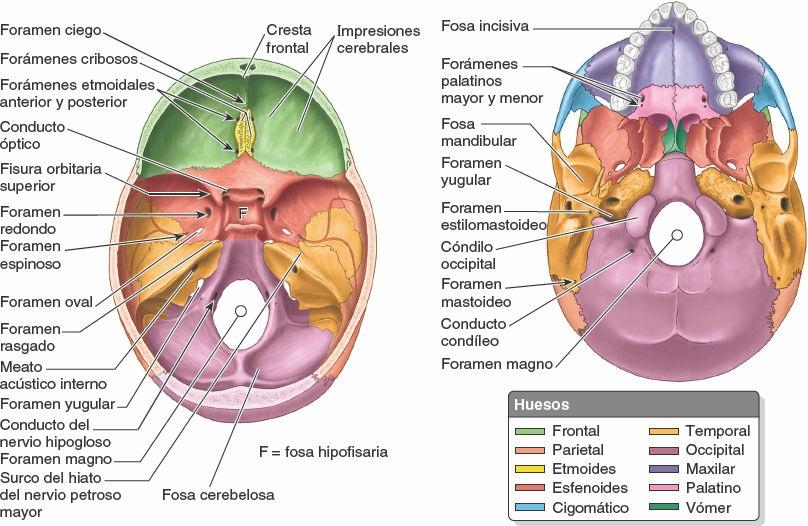 Foramen ciego
Forámenes cribosos
Forámenes etmoidales
anterior y posterior
Conducto
óptico
Fisura orbitaria
superior
Foramen
redondo
Foramen
espinoso
Foramen oval
Foramen
rasgado
Meato
acústico interno
Foramen yugular
Conducto del
nervio hipogloso
Foramen magno
Surco del hiato
del nervio petroso
mayor
Cresta
frontal
Impresiones
cerebrales
F
F = fosa hipofisaria
Fosa cerebelosa
Fosa incisiva
Forámenes
palatinos
mayor y menor
Fosa
mandibular
Foramen
yugular
Foramen
estilomastoideo
Cóndilo
occipital
Foramen
mastoideo
Conducto
condíleo
Foramen magno
Huesos
Frontal
Parietal
Etmoides
Esfenoides
Cigomático
Temporal
Occipital
Maxilar
Palatino
Vómer